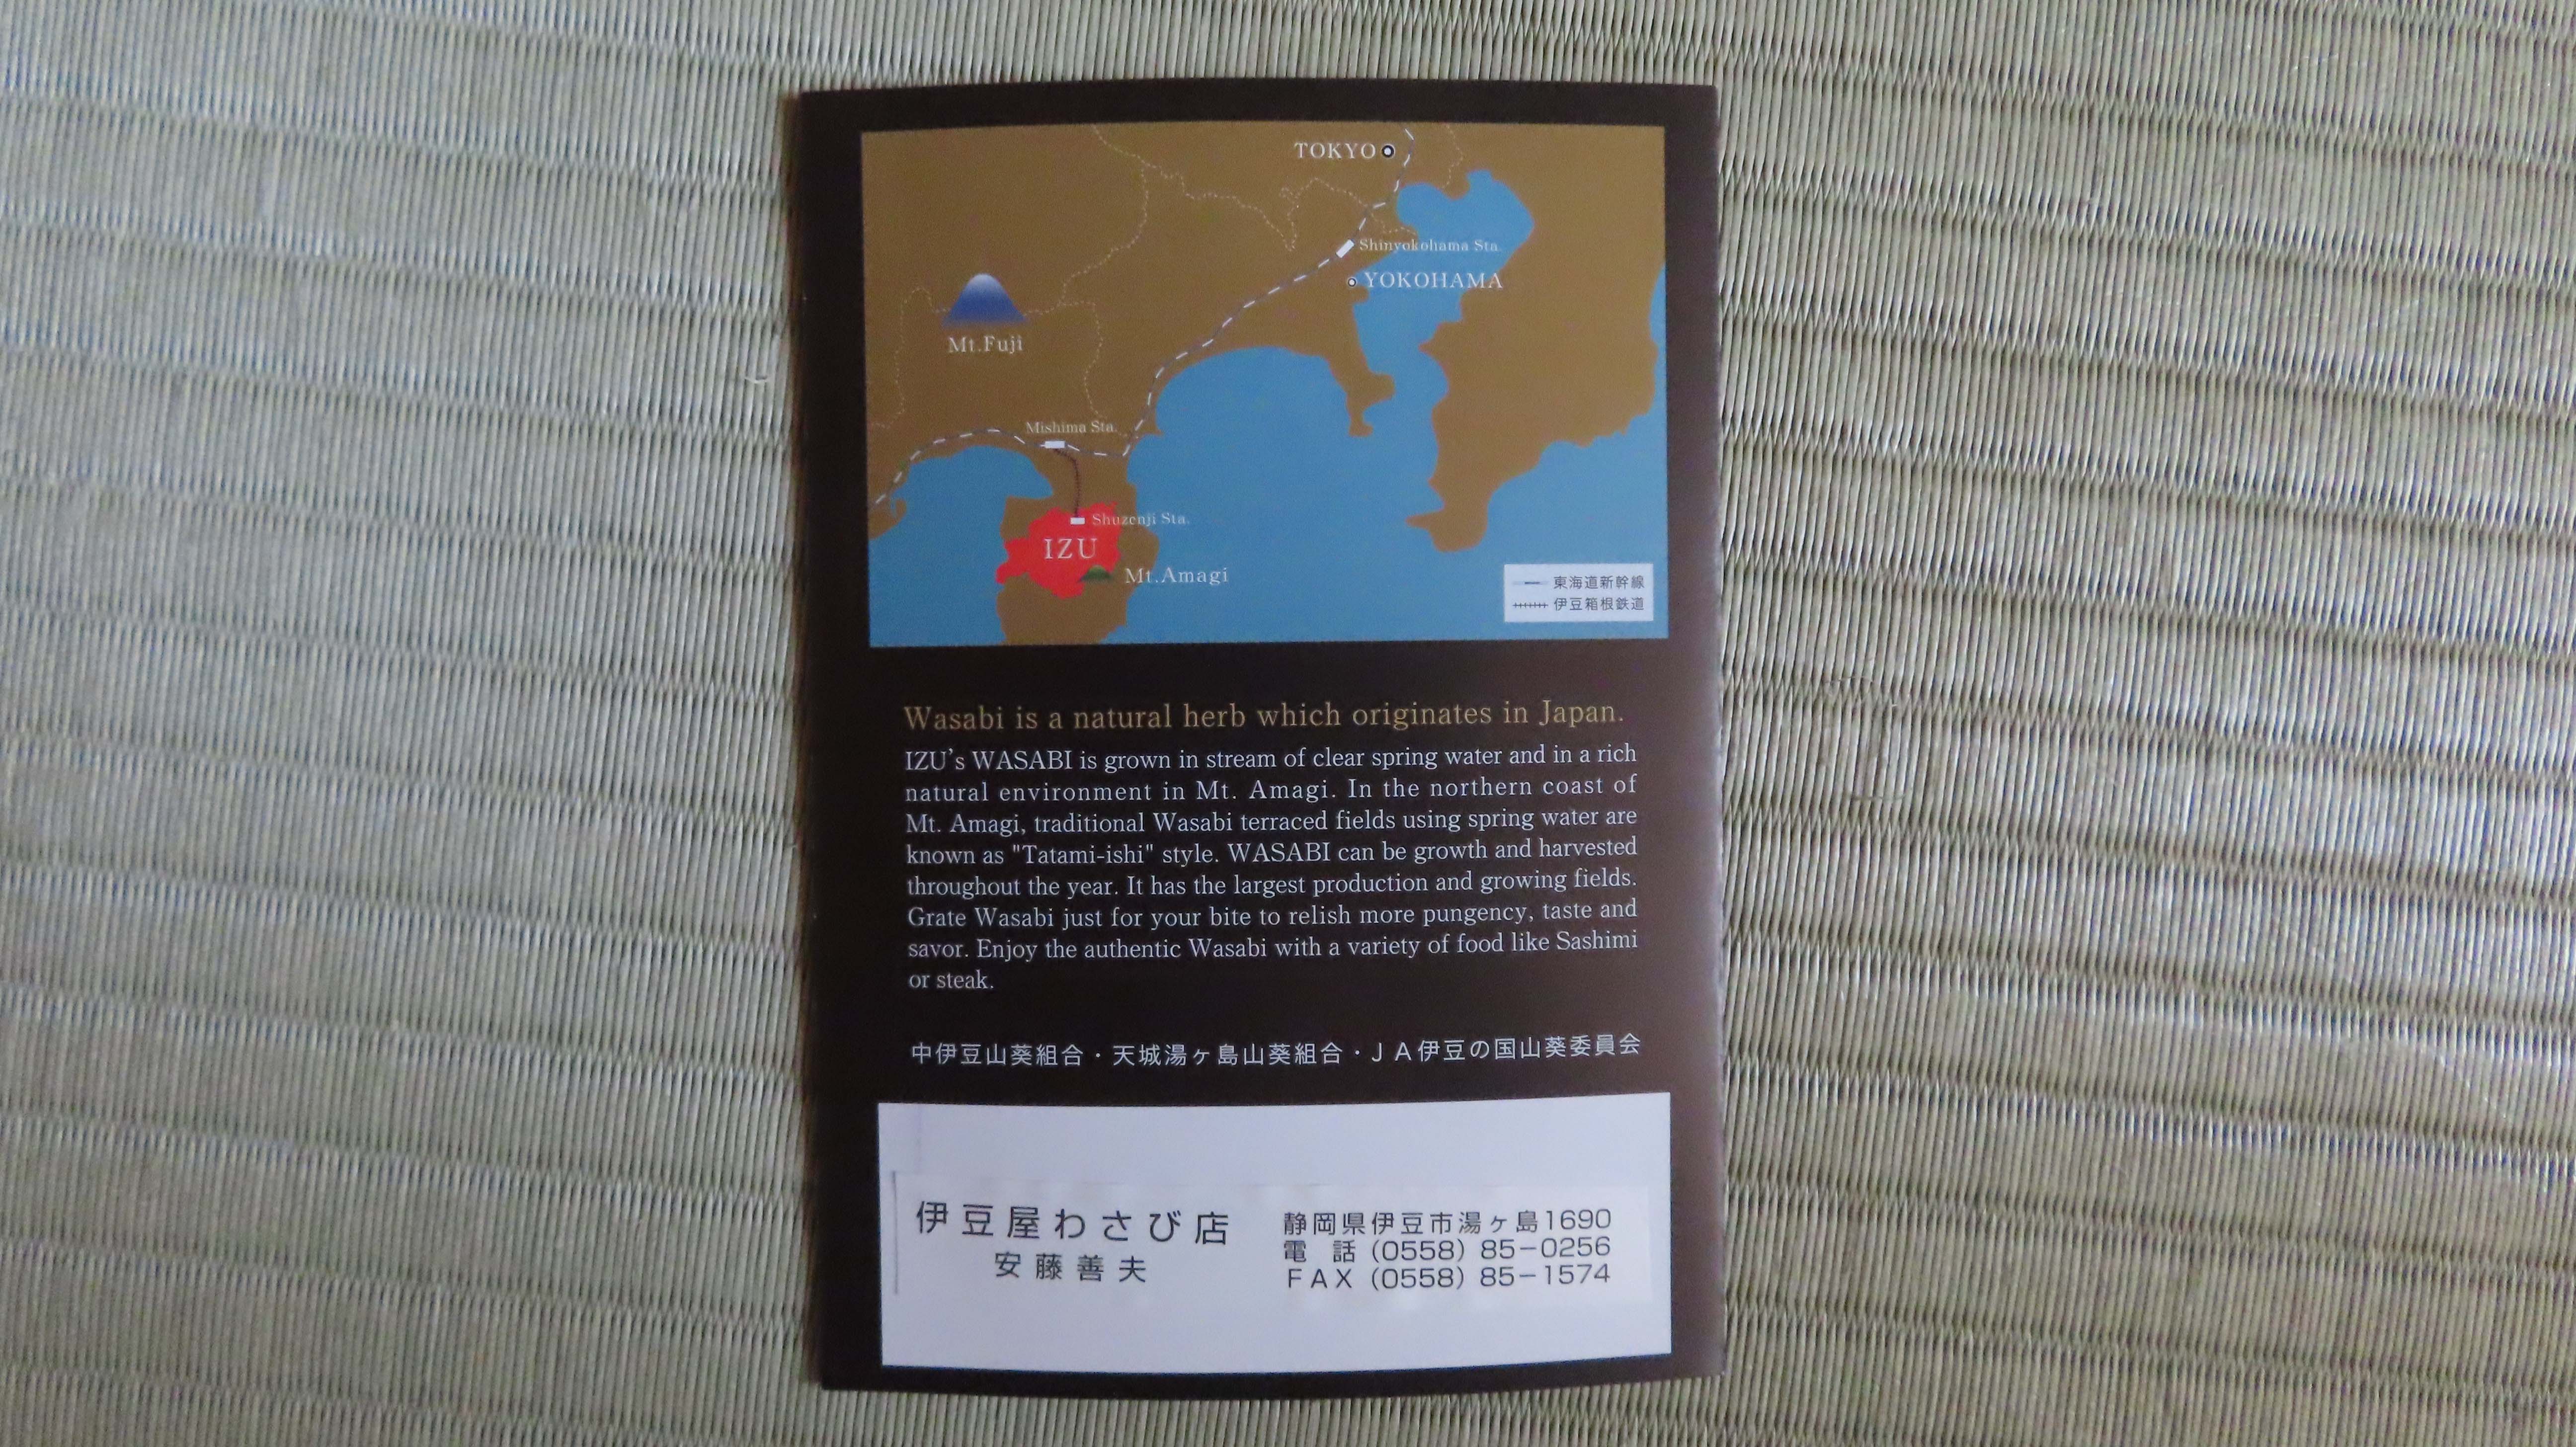 TOKYO
Shinyokohama Sta.
YOKOHAMA
Mt.Fuji
Mishima Sta.
Shuzenji Sta.
IZU
Mt.Amagi
東海道新幹線
伊豆箱根鉄道
Wasabi is a natural herb which originates in Japan.
IZU's WASABI is grown in stream of clear spring water and in a rich
natural environment in Mt. Amagi. In the northern coast of
Mt. Amagi, traditional Wasabi terraced fields using spring water are
known as "Tatami-ishi" style. WASABI can be growth and harvested
throughout the year. It has the largest production and growing fields.
Grate Wasabi just for your bite to relish more pungency, taste and
savor. Enjoy the authentic Wasabi with a variety of food like Sashimi
or steak.
中伊豆山葵組合・天城湯ヶ島山葵組合・ＪＡ伊豆の国山葵委員会
伊豆屋わさび店
安藤善夫
静岡県伊豆市湯ヶ島1690
電　話 (0558) 85−0256
ＦＡＸ (0558) 85−1574